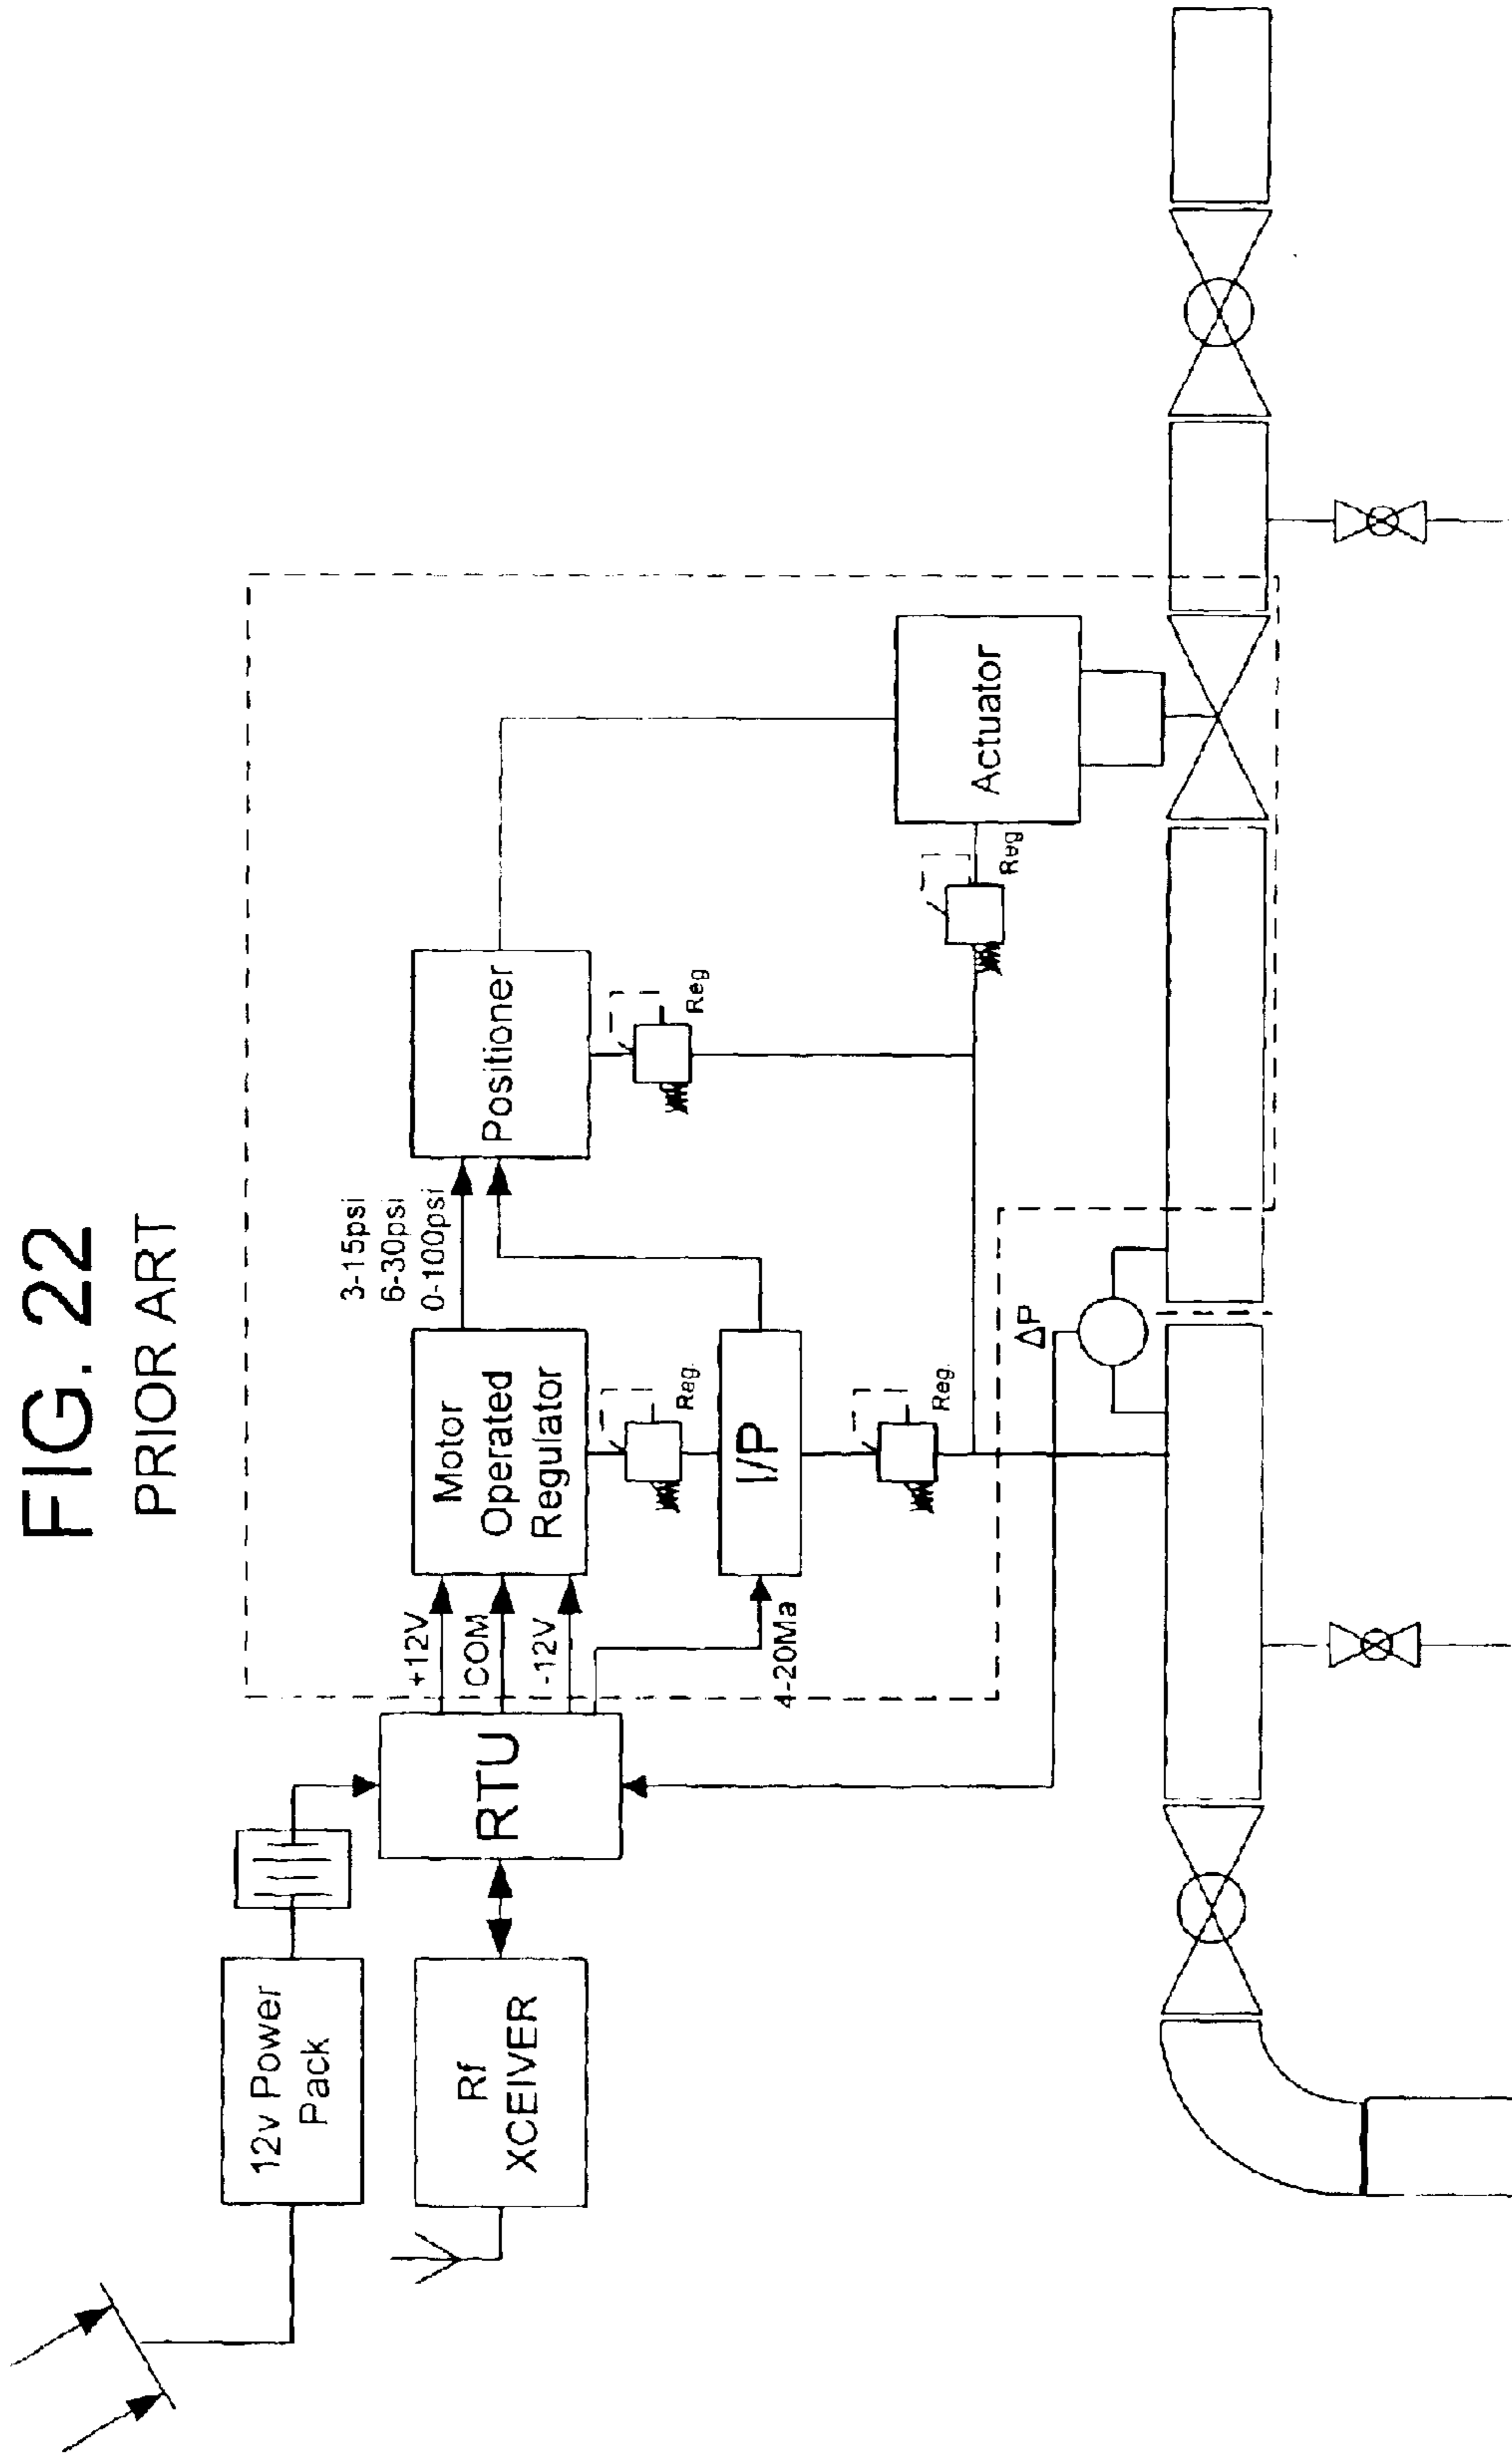 FIG. 22
PRIOR ART
12v Power
Pack
Rf
XCEIVER
RTU
+12V
COM
-12V
4-20Ma
Motor
Operated
Regulator
3-15psi
6-30psi
0-100psi
Positioner
Reg.
I/P
Reg.
Reg
Reg
Actuator
ΔP